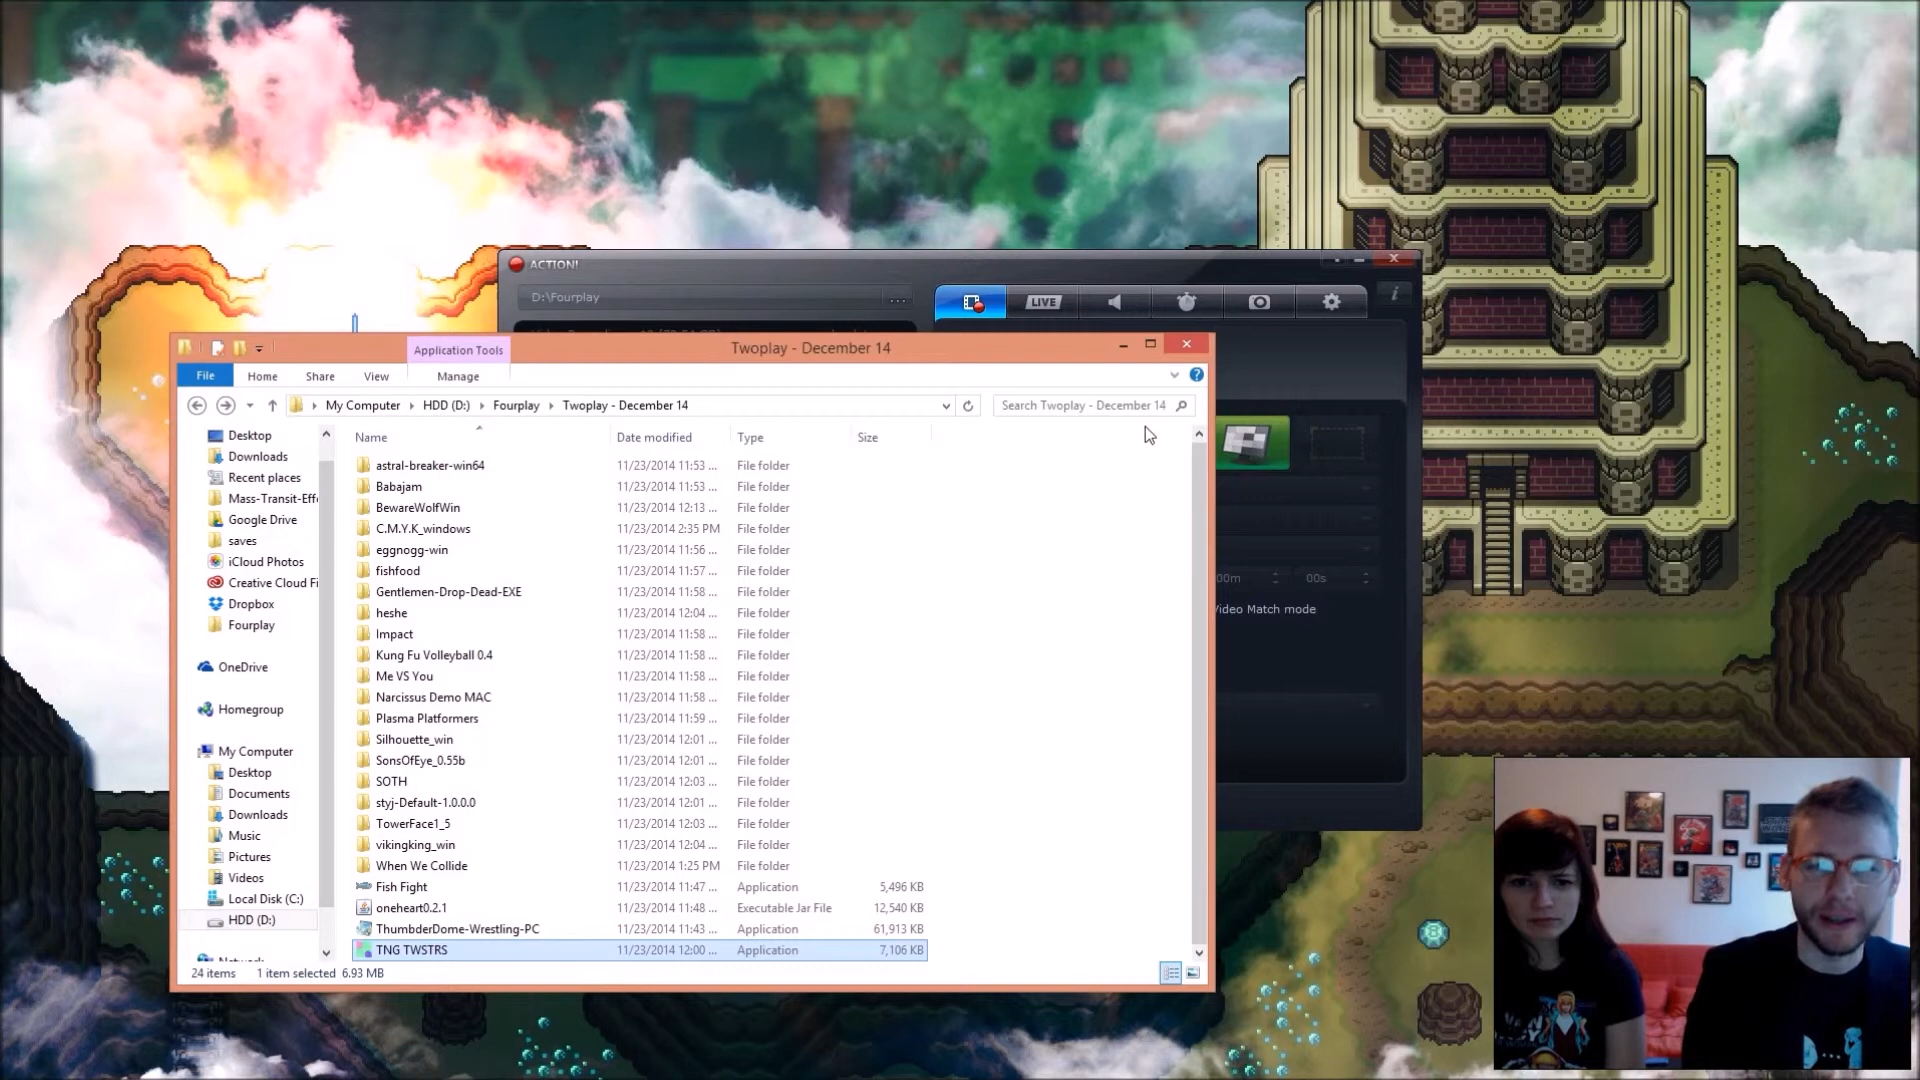 ACTION!
D:\Fourplay
...
LIVE
Application Tools
Twoplay - December 14
File
Home
Share
View
Manage
My Computer
HDD (D:)
Fourplay
Twoplay - December 14
Search Twoplay - December 14
Name
Date modified
Type
Size
Desktop
Downloads
Recent places
Mass-Transit-Eff
Google Drive
saves
iCloud Photos
Creative Cloud Fi
Dropbox
Fourplay
OneDrive
Homegroup
My Computer
Desktop
Documents
Downloads
Music
Pictures
Videos
Local Disk (C:)
HDD (D:)
Network
astral-breaker-win64 11/23/2014 11:53 ... File folder
Babajam 11/23/2014 11:53 ... File folder
BewareWolfWin 11/23/2014 12:13 ... File folder
C.M.Y.K_windows 11/23/2014 2:35 PM File folder
eggnogg-win 11/23/2014 11:56 ... File folder
fishfood 11/23/2014 11:57 ... File folder
Gentlemen-Drop-Dead-EXE 11/23/2014 11:58 ... File folder
heshe 11/23/2014 12:04 ... File folder
Impact 11/23/2014 11:58 ... File folder
Kung Fu Volleyball 0.4 11/23/2014 11:58 ... File folder
Me VS You 11/23/2014 11:58 ... File folder
Narcissus Demo MAC 11/23/2014 11:58 ... File folder
Plasma Platformers 11/23/2014 11:59 ... File folder
Silhouette_win 11/23/2014 12:01 ... File folder
SonsOfEye_0.55b 11/23/2014 12:01 ... File folder
SOTH 11/23/2014 12:03 ... File folder
styj-Default-1.0.0.0 11/23/2014 12:01 ... File folder
TowerFace1_5 11/23/2014 12:03 ... File folder
vikingking_win 11/23/2014 12:04 ... File folder
When We Collide 11/23/2014 1:25 PM File folder
Fish Fight 11/23/2014 11:47 ... Application 5,496 KB
oneheart0.2.1 11/23/2014 11:48 ... Executable Jar File 12,540 KB
ThumbderDome-Wrestling-PC 11/23/2014 11:43 ... Application 61,913 KB
TNG TWSTRS 11/23/2014 12:00 ... Application 7,106 KB
24 items 1 item selected 6.93 MB
00m 00s
Video Match mode